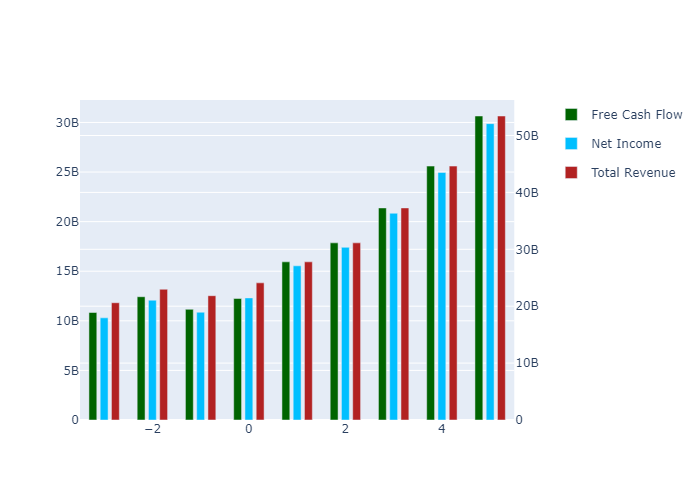 30B
25B
20B
15B
10B
5B
0
50B
40B
30B
20B
10B
0
−2
0
2
4
Free Cash Flow
Net Income
Total Revenue